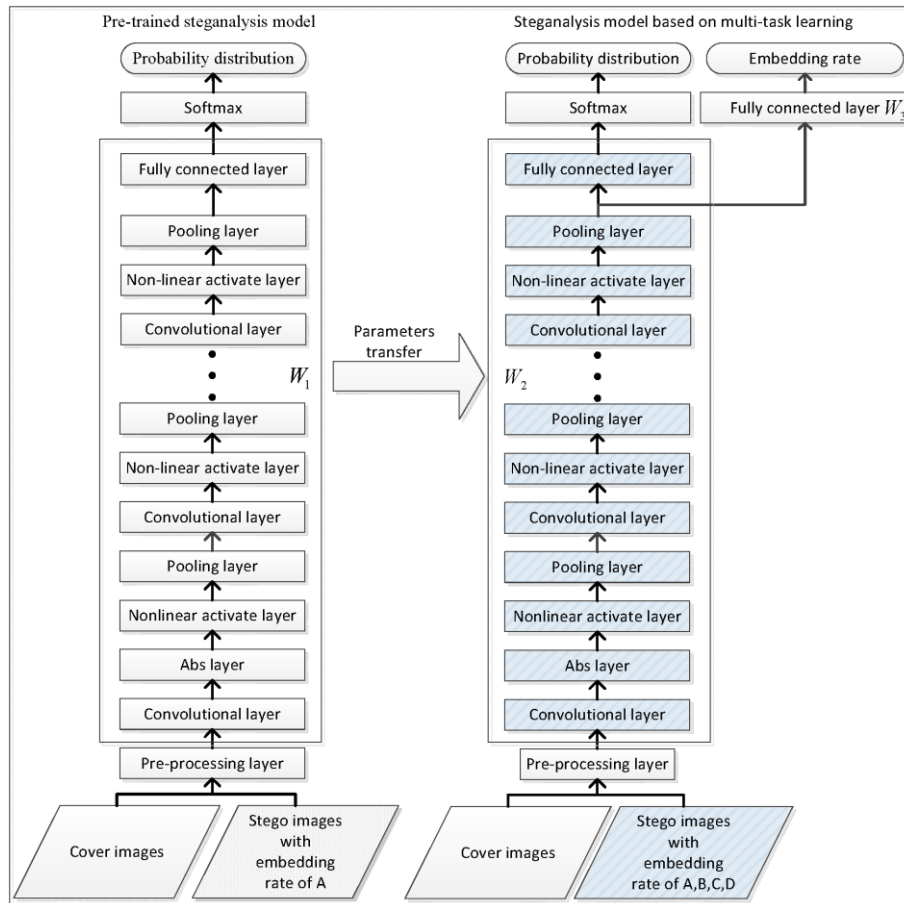 Pre-trained steganalysis model
Probability distribution
Softmax
Fully connected layer
Pooling layer
Non-linear activate layer
Convolutional layer
W1
Pooling layer
Non-linear activate layer
Convolutional layer
Pooling layer
Nonlinear activate layer
Abs layer
Convolutional layer
Pre-processing layer
Cover images
Stego images
with
embedding
rate of A
Parameters
transfer
Steganalysis model based on multi-task learning
Probability distribution
Embedding rate
Softmax
Fully connected layer W3
Fully connected layer
Pooling layer
Non-linear activate layer
Convolutional layer
W2
Pooling layer
Non-linear activate layer
Convolutional layer
Pooling layer
Nonlinear activate layer
Abs layer
Convolutional layer
Pre-processing layer
Cover images
Stego images
with
embedding
rate of A,B,C,D